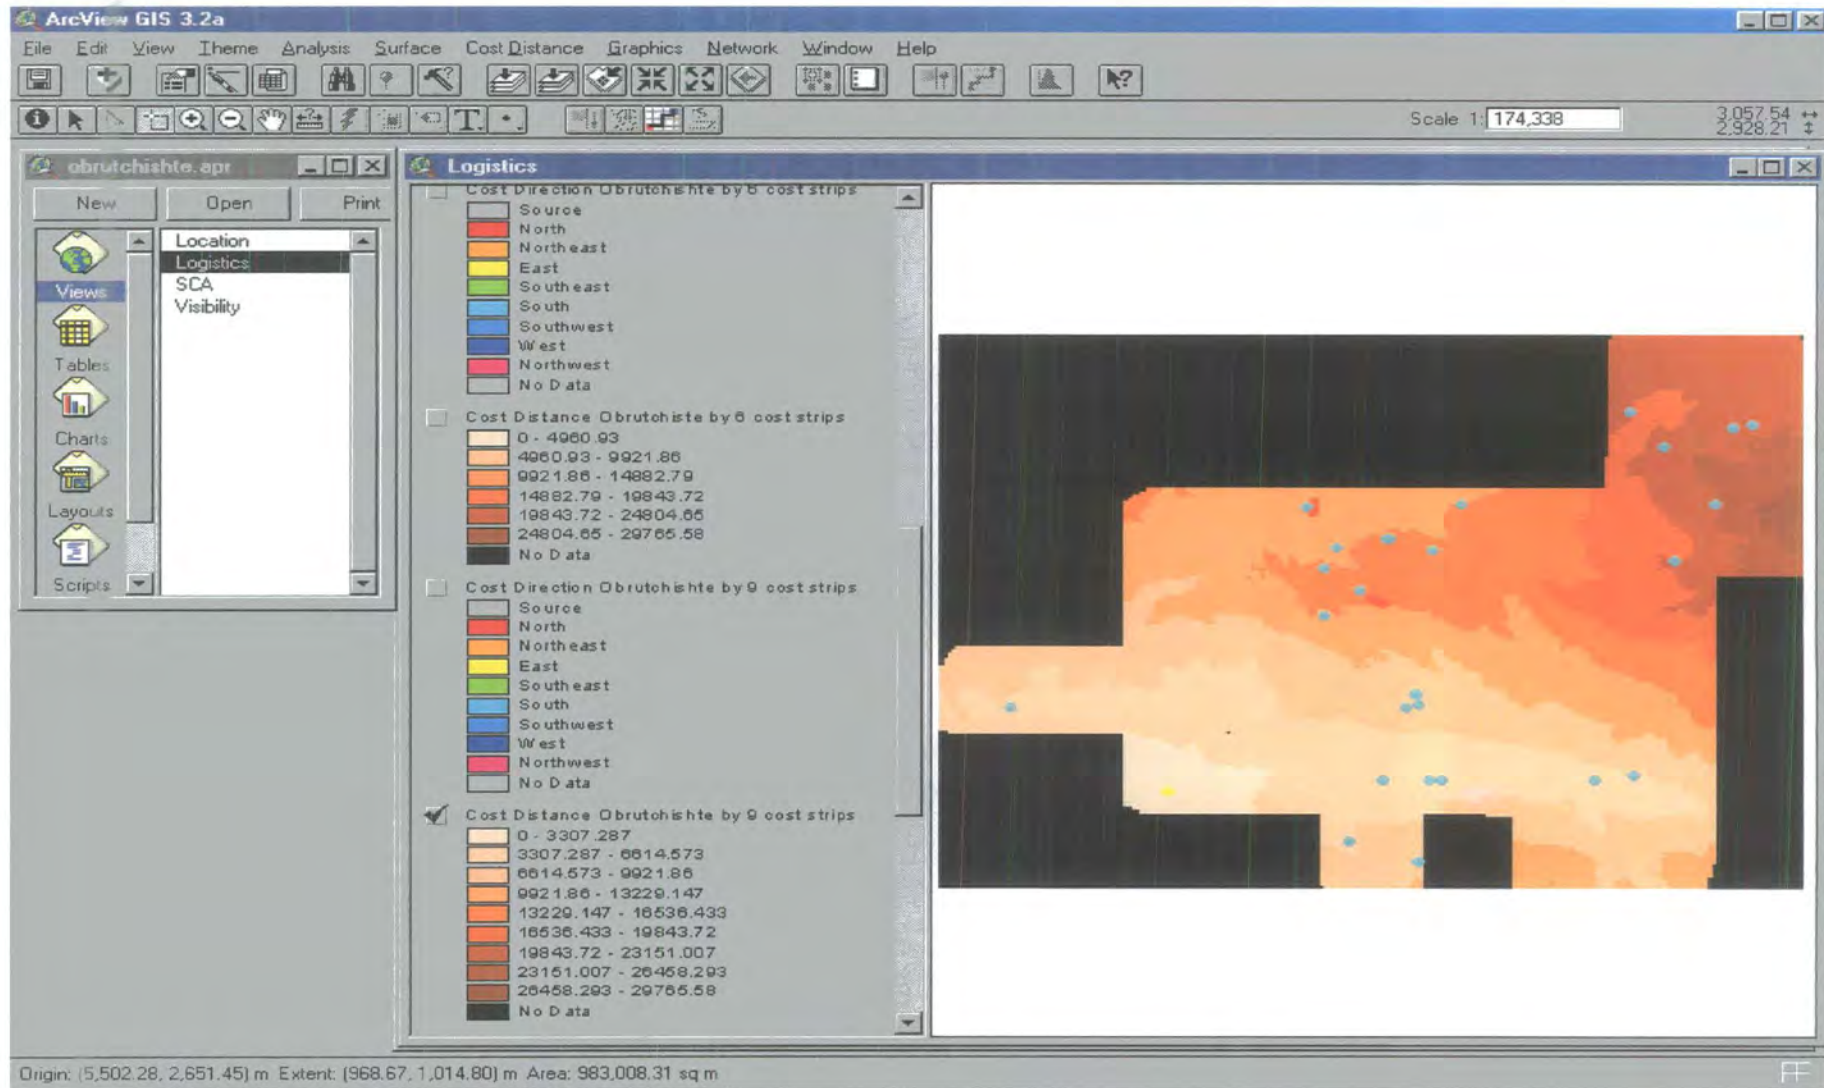 ArcView GIS 3.2a
File Edit View Theme Analysis Surface Cost Distance Graphics Network Window Help
Scale 1: 174,338
3,057.54
2,928.21
obrutchishte.apr
New Open Print
Views
Tables
Charts
Layouts
Scripts
Location
Logistics
SCA
Visibility
Logistics
Cost Direction Obrutchishte by 6 cost strips
Source
North
Northeast
East
Southeast
South
Southwest
West
Northwest
No Data
Cost Distance Obrutchiste by 6 cost strips
0 - 4960.93
4960.93 - 9921.86
9921.86 - 14882.79
14882.79 - 19843.72
19843.72 - 24804.65
24804.65 - 29765.58
No Data
Cost Direction Obrutchishte by 9 cost strips
Source
North
Northeast
East
Southeast
South
Southwest
West
Northwest
No Data
Cost Distance Obrutchishte by 9 cost strips
0 - 3307.287
3307.287 - 6614.573
6614.573 - 9921.86
9921.86 - 13229.147
13229.147 - 16536.433
16536.433 - 19843.72
19843.72 - 23151.007
23151.007 - 26458.293
26458.293 - 29765.58
No Data
Origin: (5,502.28, 2,651.45) m Extent: (968.67, 1,014.80) m Area: 983,008.31 sq m